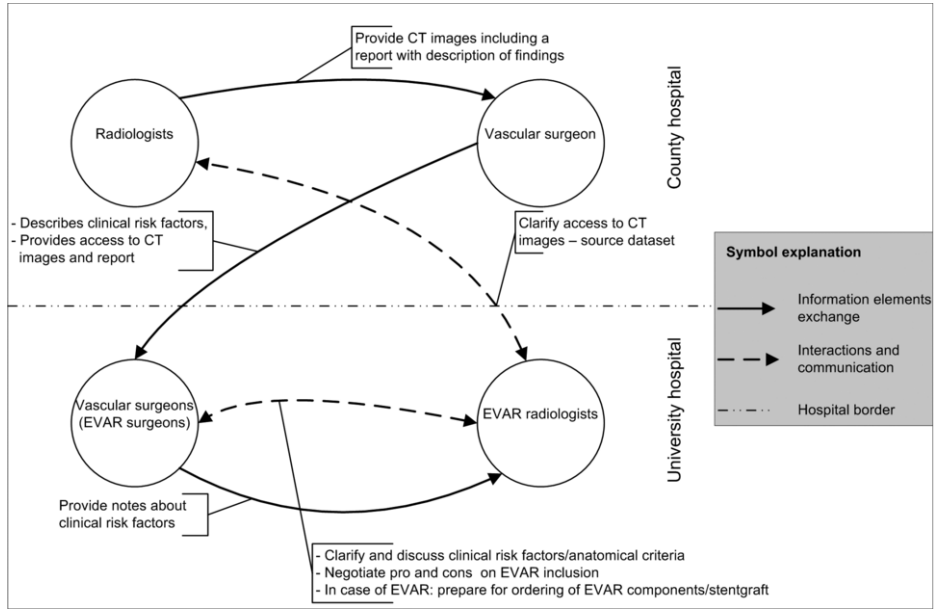 Provide CT images including a
report with description of findings
Radiologists
Vascular surgeon
County hospital
- Describes clinical risk factors,
- Provides access to CT
images and report
Clarify access to CT
images – source dataset
Symbol explanation
Information elements
exchange
Interactions and
communication
Hospital border
University hospital
Vascular surgeons
(EVAR surgeons)
EVAR radiologists
Provide notes about
clinical risk factors
- Clarify and discuss clinical risk factors/anatomical criteria
- Negotiate pro and cons on EVAR inclusion
- In case of EVAR: prepare for ordering of EVAR components/stentgraft